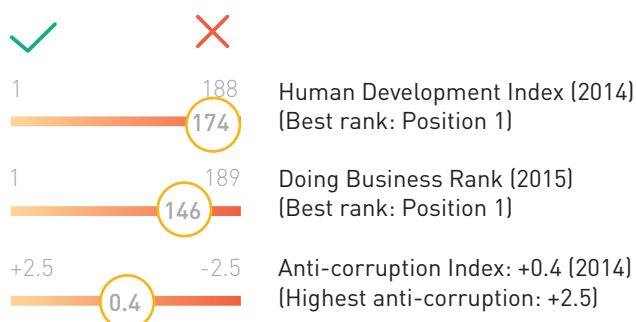 1 188
174
Human Development Index (2014)
(Best rank: Position 1)
1 189
146
Doing Business Rank (2015)
(Best rank: Position 1)
+2.5 -2.5
0.4
Anti-corruption Index: +0.4 (2014)
(Highest anti-corruption: +2.5)